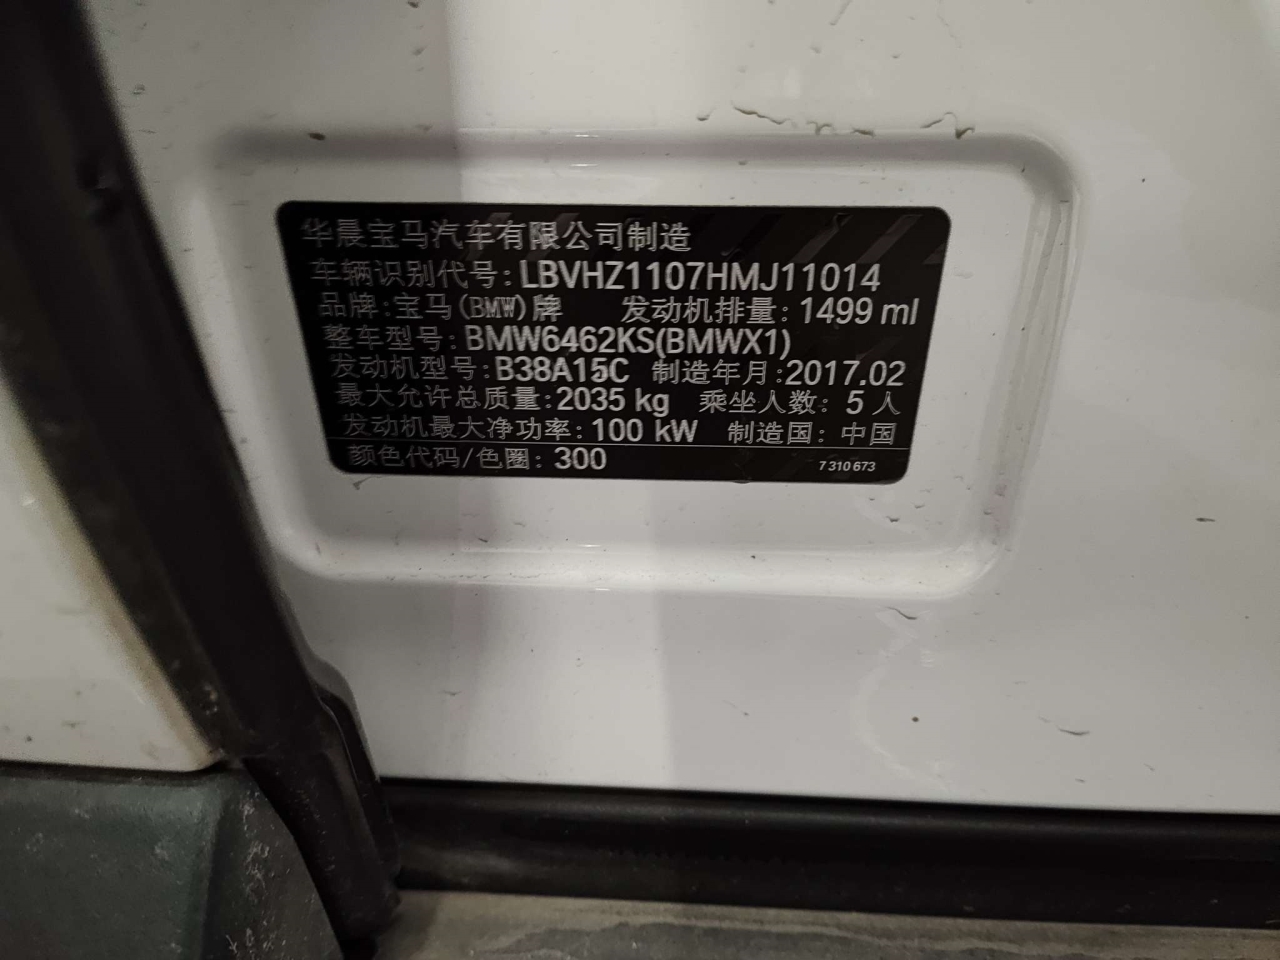 华晨宝马汽车有限公司制造
车辆识别代号:LBVHZ1107HMJ11014
品牌:宝马(BMW)牌 发动机排量:1499 ml
整车型号:BMW6462KS(BMWX1)
发动机型号:B38A15C 制造年月:2017.02
最大允许总质量:2035 kg 乘坐人数:5 人
发动机最大净功率:100 kW 制造国:中国
颜色代码/色圈:300 7 310 673